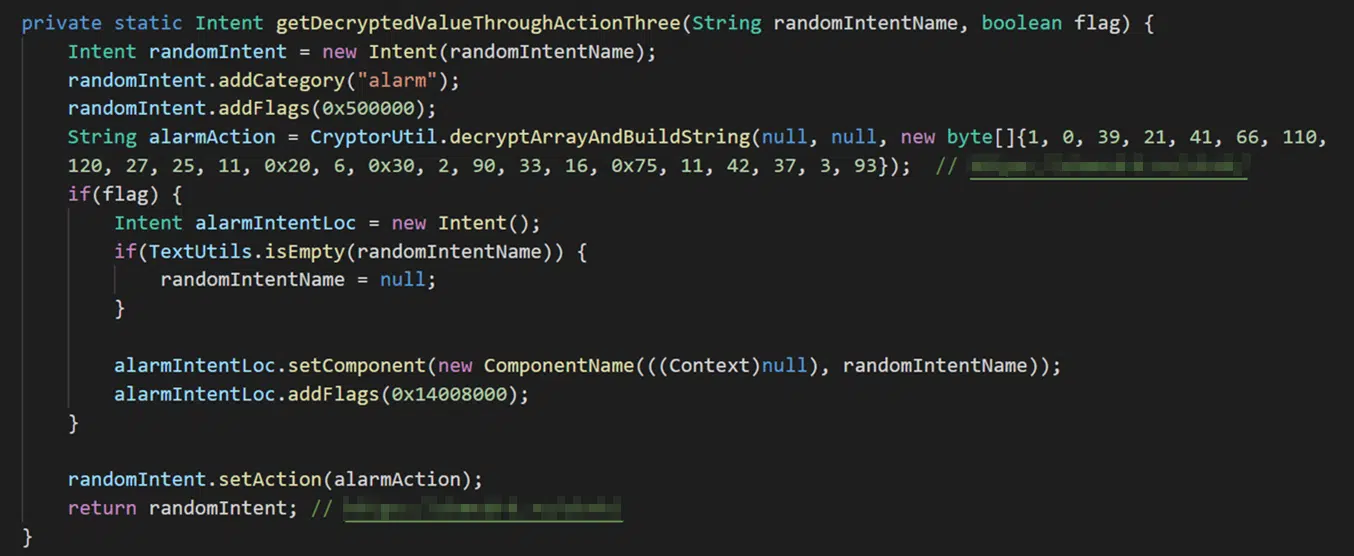 private static Intent getDecryptedValueThroughActionThree(String randomIntentName, boolean flag) {
Intent randomIntent = new Intent(randomIntentName);
randomIntent.addCategory("alarm");
randomIntent.addFlags(0x500000);
String alarmAction = CryptorUtil.decryptArrayAndBuildString(null, null, new byte[]{1, 0, 39, 21, 41, 66, 110,
120, 27, 25, 11, 0x20, 6, 0x30, 2, 90, 33, 16, 0x75, 11, 42, 37, 3, 93}); //
if(flag) {
Intent alarmIntentLoc = new Intent();
if(TextUtils.isEmpty(randomIntentName)) {
randomIntentName = null;
}
alarmIntentLoc.setComponent(new ComponentName(((Context)null), randomIntentName));
alarmIntentLoc.addFlags(0x14008000);
}
randomIntent.setAction(alarmAction);
return randomIntent; //
}